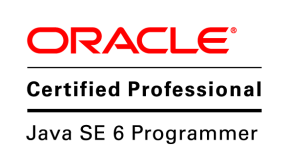 ORACLE®
Certified Professional
Java SE 6 Programmer